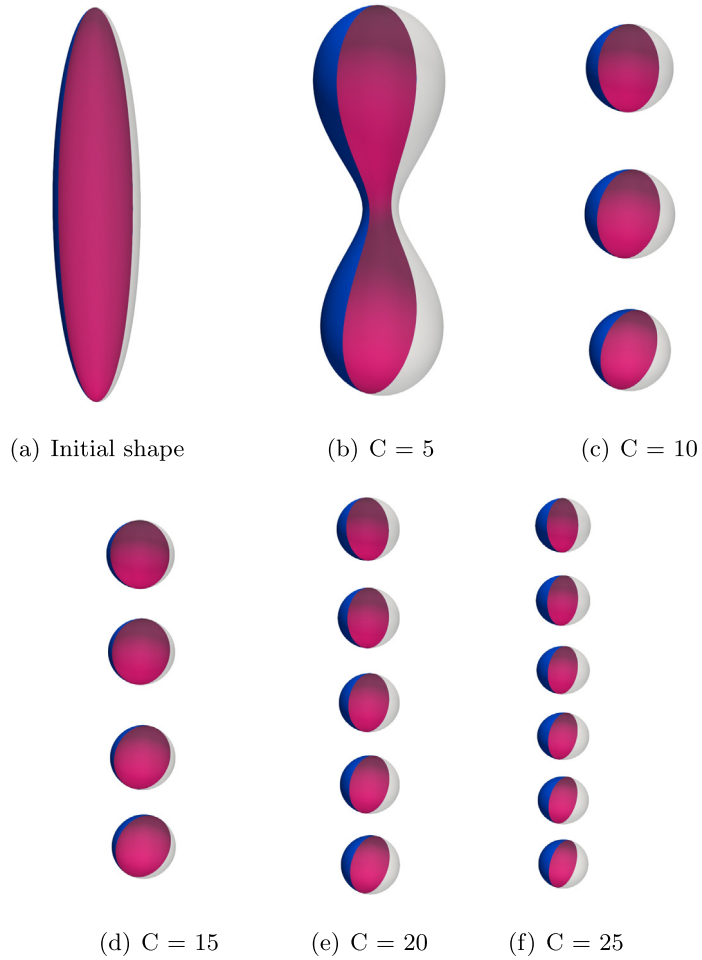 (a) Initial shape
(b) C = 5
(c) C = 10
(d) C = 15
(e) C = 20
(f) C = 25